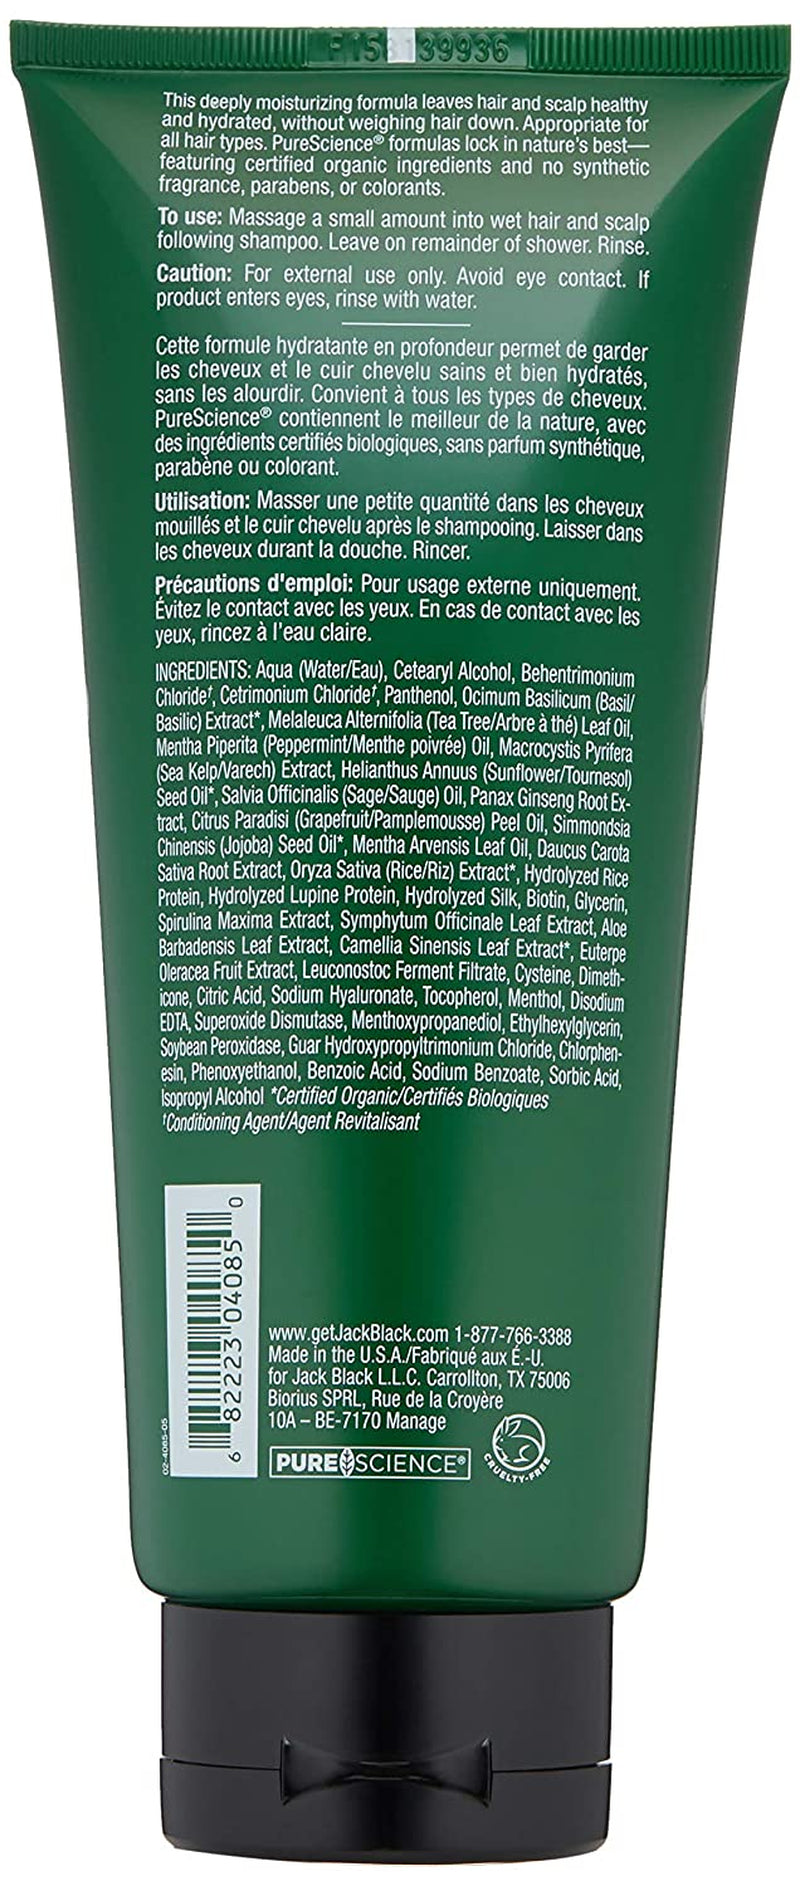 This deeply moisturizing formula leaves hair and scalp healthy
and hydrated, without weighing hair down. Appropriate for
all hair types. PureScience® formulas lock in nature's best—
featuring certified organic ingredients and no synthetic
fragrance, parabens, or colorants.
To use: Massage a small amount into wet hair and scalp
following shampoo. Leave on remainder of shower. Rinse.
Caution: For external use only. Avoid eye contact. If
product enters eyes, rinse with water.
Cette formule hydratante en profondeur permet de garder
les cheveux et le cuir chevelu sains et bien hydratés,
sans les alourdir. Convient à tous les types de cheveux.
PureScience® contiennent le meilleur de la nature, avec
des ingrédients certifiés biologiques, sans parfum synthétique,
parabène ou colorant.
Utilisation: Masser une petite quantité dans les cheveux
mouillés et le cuir chevelu après le shampooing. Laisser dans
les cheveux durant la douche. Rincer.
Précautions d'emploi: Pour usage externe uniquement.
Évitez le contact avec les yeux. En cas de contact avec les
yeux, rincez à l'eau claire.
INGREDIENTS: Aqua (Water/Eau), Cetearyl Alcohol, Behentrimonium
Chloride†, Cetrimonium Chloride†, Panthenol, Ocimum Basilicum (Basil/
Basilic) Extract*, Melaleuca Alternifolia (Tea Tree/Arbre à thé) Leaf Oil,
Mentha Piperita (Peppermint/Menthe poivrée) Oil, Macrocystis Pyrifera
(Sea Kelp/Varech) Extract, Helianthus Annuus (Sunflower/Tournesol)
Seed Oil*, Salvia Officinalis (Sage/Sauge) Oil, Panax Ginseng Root Ex-
tract, Citrus Paradisi (Grapefruit/Pamplemousse) Peel Oil, Simmondsia
Chinensis (Jojoba) Seed Oil*, Mentha Arvensis Leaf Oil, Daucus Carota
Sativa Root Extract, Oryza Sativa (Rice/Riz) Extract*, Hydrolyzed Rice
Protein, Hydrolyzed Lupine Protein, Hydrolyzed Silk, Biotin, Glycerin,
Spirulina Maxima Extract, Symphytum Officinale Leaf Extract, Aloe
Barbadensis Leaf Extract, Camellia Sinensis Leaf Extract*, Euterpe
Oleracea Fruit Extract, Leuconostoc Ferment Filtrate, Cysteine, Dimeth-
icone, Citric Acid, Sodium Hyaluronate, Tocopherol, Menthol, Disodium
EDTA, Superoxide Dismutase, Menthoxypropanediol, Ethylhexylglycerin,
Soybean Peroxidase, Guar Hydroxypropyltrimonium Chloride, Chlorphen-
esin, Phenoxyethanol, Benzoic Acid, Sodium Benzoate, Sorbic Acid,
Isopropyl Alcohol *Certified Organic/Certifiés Biologiques
†Conditioning Agent/Agent Revitalisant
6 82223 04085 0
02-4085-05
www.getJackBlack.com 1-877-766-3388
Made in the U.S.A./Fabriqué aux É.-U.
for Jack Black L.L.C. Carrollton, TX 75006
Biorius SPRL, Rue de la Croyère
10A – BE-7170 Manage
PURE SCIENCE®
CRUELTY-FREE